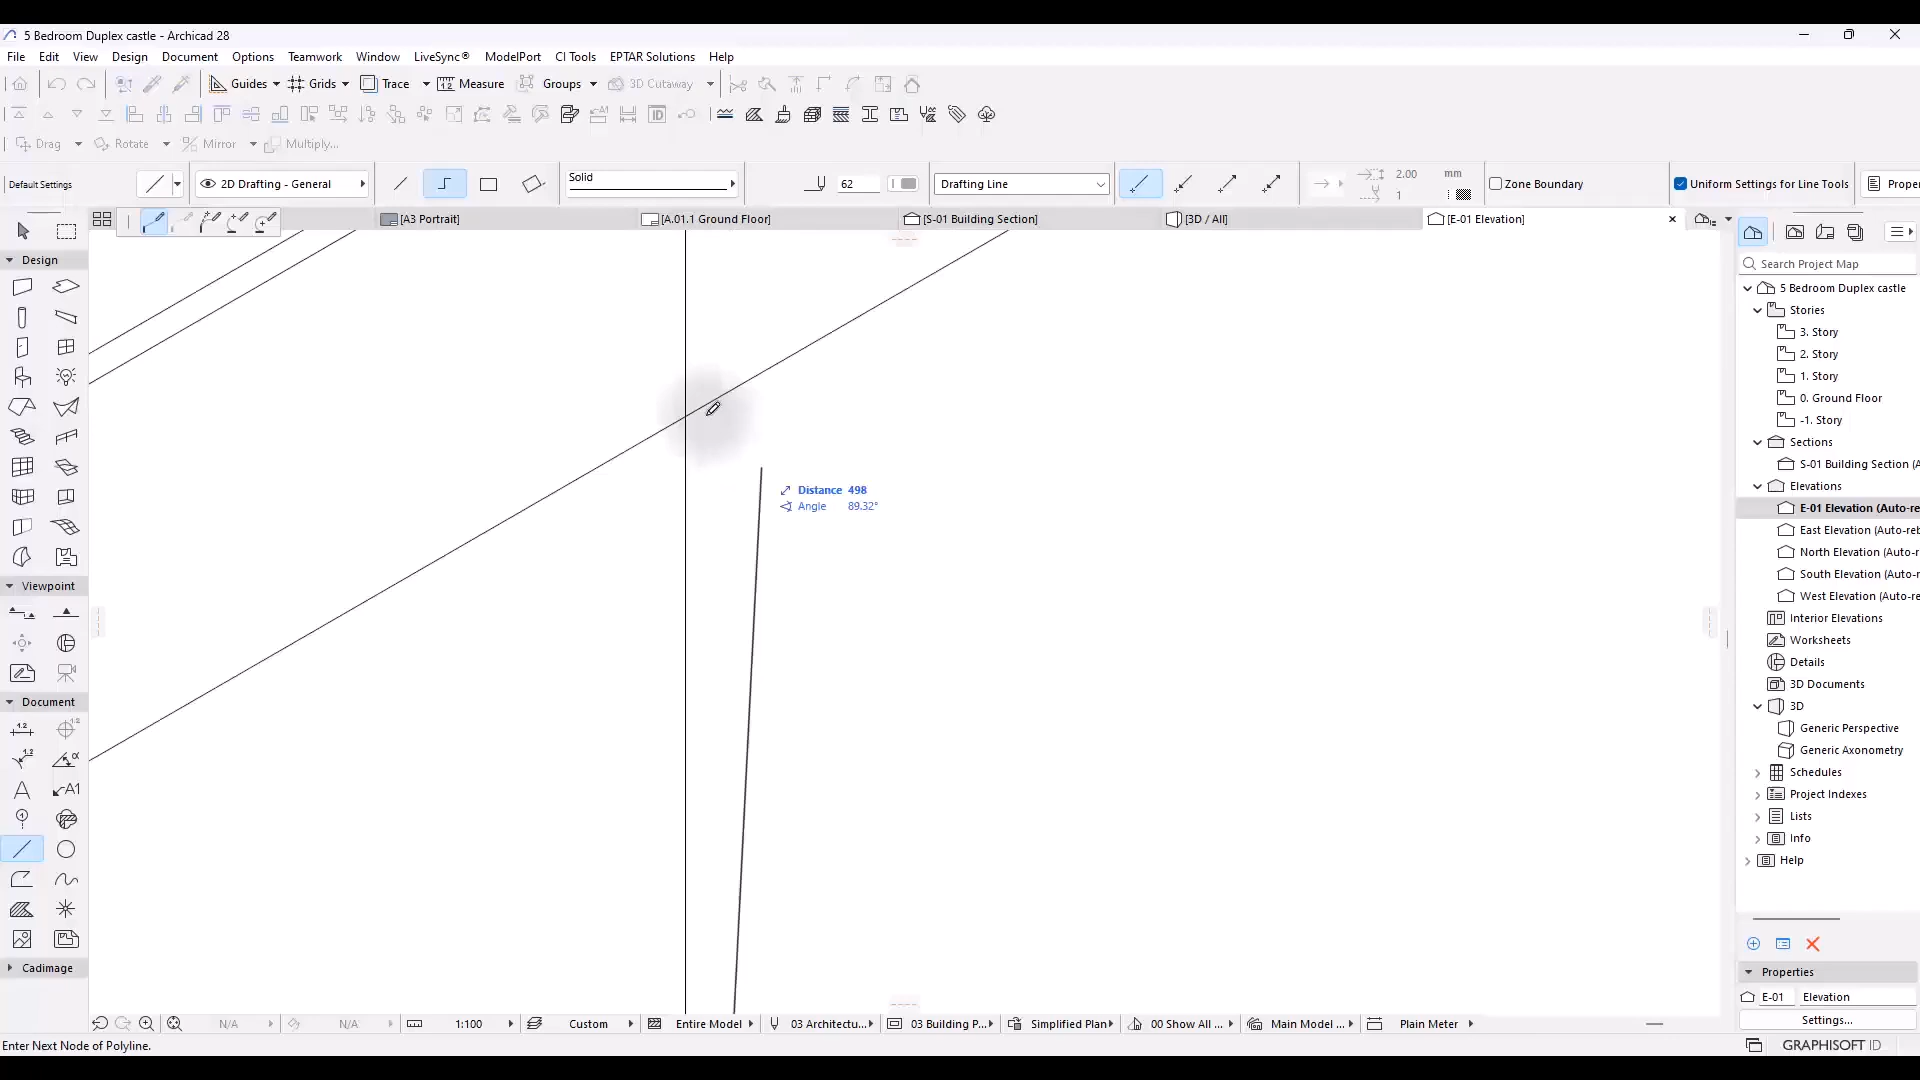 5 Bedroom Duplex castle - Archicad 28
File Edit View Design Document Options Teamwork Window LiveSync® ModelPort CI Tools EPTAR Solutions Help
Guides Grids Trace Measure Groups 3D Cutaway
Drag Rotate Mirror Multiply...
Default Settings 2D Drafting - General Solid 62 Drafting Line 2.00 mm 1 Zone Boundary Uniform Settings for Line Tools Proper
[A3 Portrait] [A.01.1 Ground Floor] [S-01 Building Section] [3D / All] [E-01 Elevation]
Design
Viewpoint
Document
Cadimage
Distance 498
Angle 89.32°
Search Project Map
5 Bedroom Duplex castle
Stories
3. Story
2. Story
1. Story
0. Ground Floor
-1. Story
Sections
S-01 Building Section (A
Elevations
E-01 Elevation (Auto-re
East Elevation (Auto-reb
North Elevation (Auto-r
South Elevation (Auto-r
West Elevation (Auto-re
Interior Elevations
Worksheets
Details
3D Documents
3D
Generic Perspective
Generic Axonometry
Schedules
Project Indexes
Lists
Info
Help
Properties
E-01 Elevation
Settings...
N/A N/A 1:100 Custom Entire Model 03 Architectu... 03 Building P... Simplified Plan 00 Show All ... Main Model ... Plain Meter
Enter Next Node of Polyline.
GRAPHISOFT ID